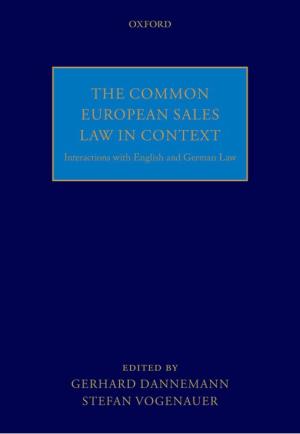 OXFORD
THE COMMON
EUROPEAN SALES
LAW IN CONTEXT
Interactions with English and German Law
EDITED BY
GERHARD DANNEMANN
STEFAN VOGENAUER